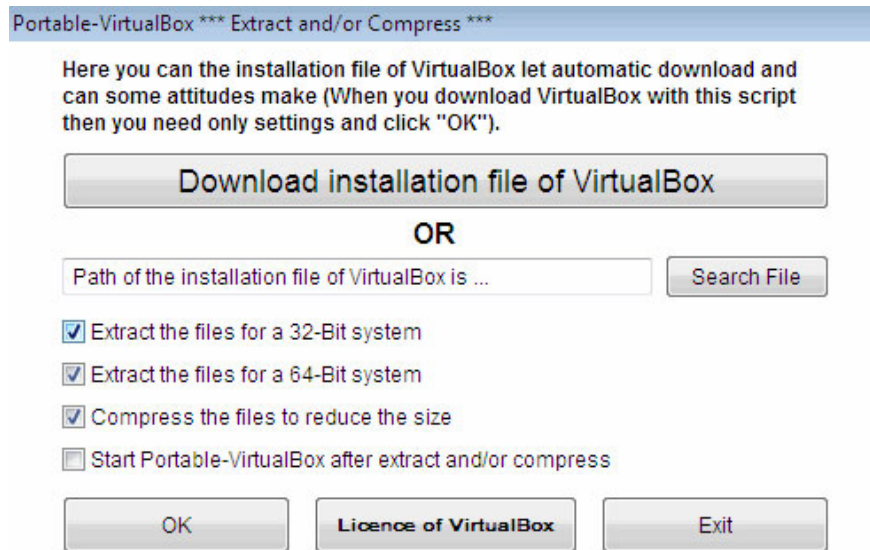 Portable-VirtualBox *** Extract and/or Compress ***
Here you can the installation file of VirtualBox let automatic download and
can some attitudes make (When you download VirtualBox with this script
then you need only settings and click "OK").
Download installation file of VirtualBox
OR
Path of the installation file of VirtualBox is ...
Search File
Extract the files for a 32-Bit system
Extract the files for a 64-Bit system
Compress the files to reduce the size
Start Portable-VirtualBox after extract and/or compress
OK
Licence of VirtualBox
Exit